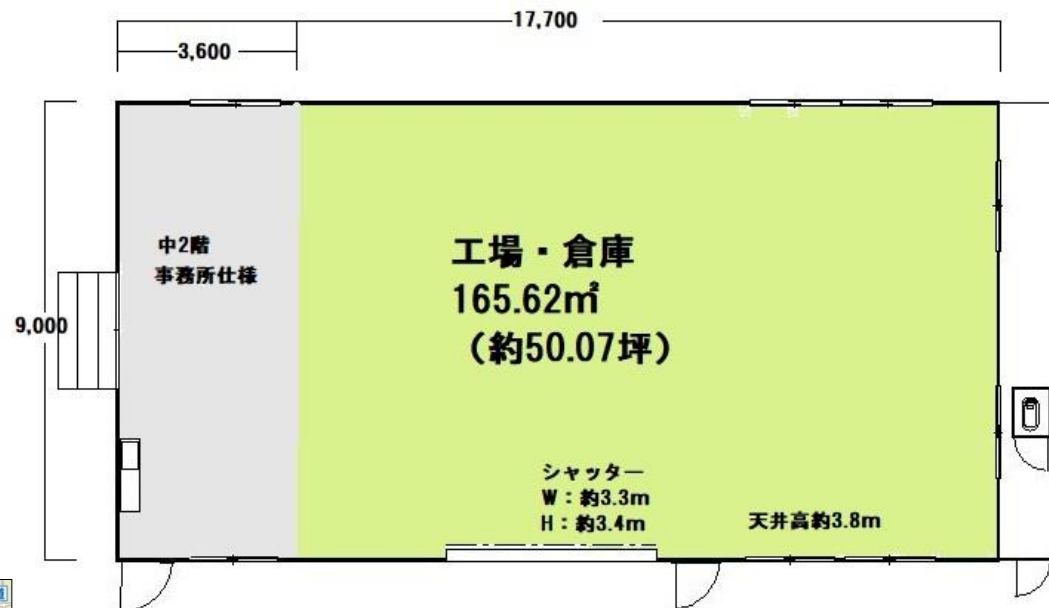 17,700
3,600
中2階
事務所仕様
工場・倉庫
165.62㎡
（約50.07坪）
9,000
シャッター
W：約3.3m
H：約3.4m
天井高約3.8m